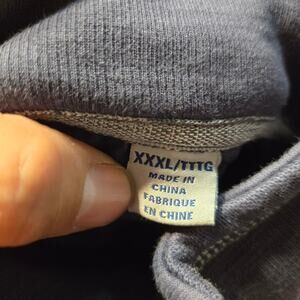 XXXL/TTTG
MADE IN
CHINA
FABRIQUE
EN CHINE